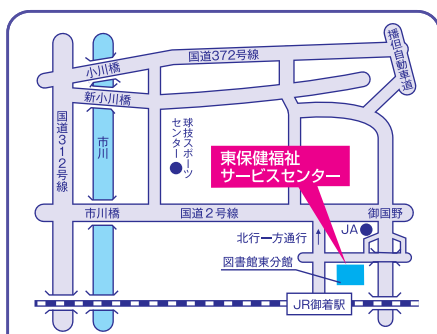 国道372号線
播但自動車道
小川橋
新小川橋
国道312号線
市川
球技スポーツ
センター
東保健福祉
サービスセンター
市川橋
国道2号線
御国野
JA
北行一方通行
図書館東分館
JR御着駅